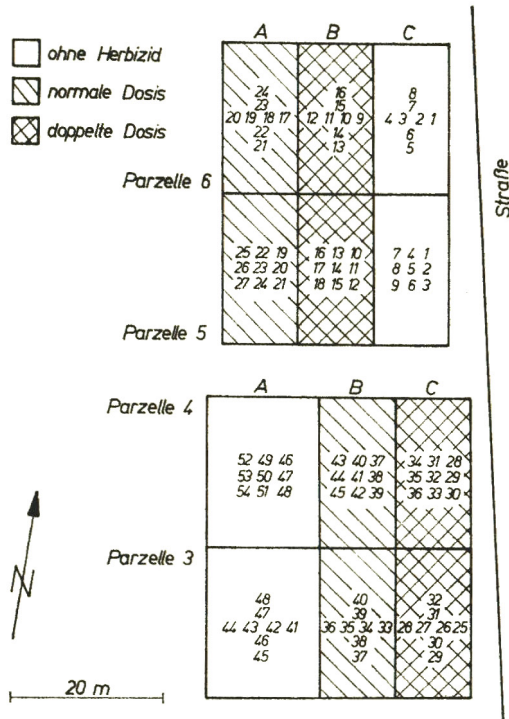 ohne Herbizid
normale Dosis
doppelte Dosis
A B C
24
23
20 19 18 17
22
21
16
15
12 11 10 9
14
13
8
7
4 3 2 1
6
5
Parzelle 6
25 22 19
26 23 20
27 24 21
16 13 10
17 14 11
18 15 12
7 4 1
8 5 2
9 6 3
Parzelle 5
Straße
A B C
Parzelle 4
52 49 46
53 50 47
54 51 48
43 40 37
44 41 38
45 42 39
34 31 28
35 32 29
36 33 30
Parzelle 3
48
47
44 43 42 41
46
45
40
39
36 35 34 33
38
37
32
31
28 27 26 25
30
29
N
20 m